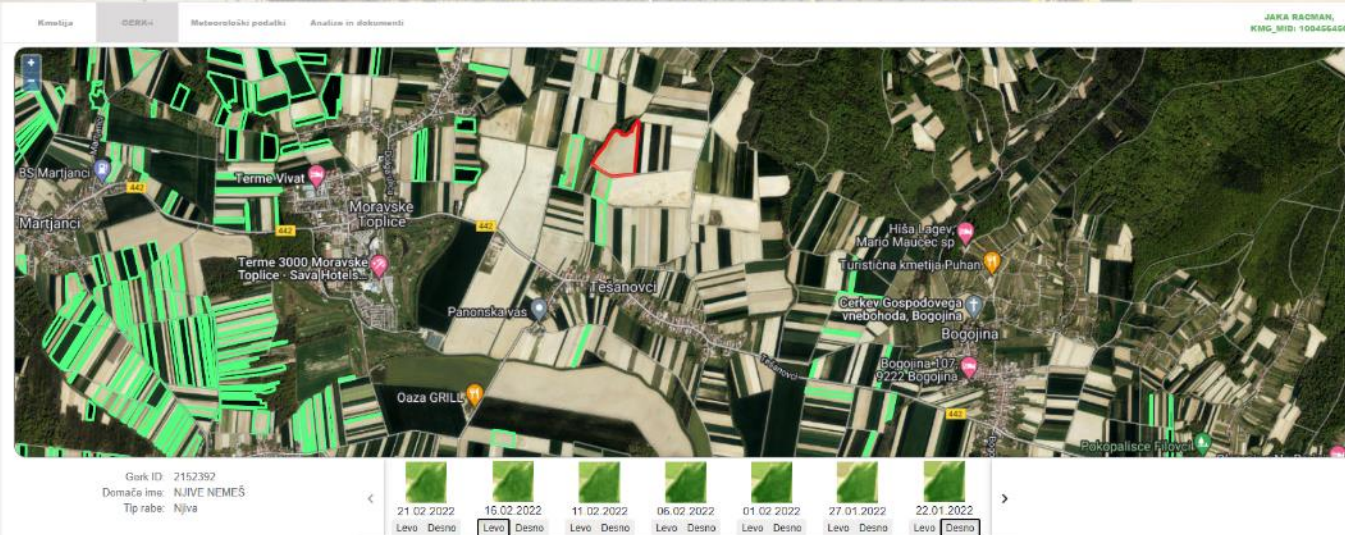 Kmetija GERK-i Meteorološki podatki Analize in dokumenti
JAKA RACMAN,
+
-
BS Martjanci
442
Martjanci
Terme Vivat
442
Moravske
Toplice
442
Terme 3000 Moravske
Toplice - Sava Hotels...
Tešanovci
Panonska vas
Tešanovci
Oaza GRILL
Hiša Lagev,
Mario Maučec sp
Turistična kmetija Puhan
Cerkev Gospodovega
vnebohoda, Bogojina
Bogojina
Bogojina 107,
9222 Bogojina
442
Pokopalisce Filovci
Gerk ID: 2152392
Domače ime: NJIVE NEMEŠ
Tip rabe: Njiva
‹
21.02.2022 16.02.2022 11.02.2022 06.02.2022 01.02.2022 27.01.2022 22.01.2022
Levo Desno Levo Desno Levo Desno Levo Desno Levo Desno Levo Desno Levo Desno
›